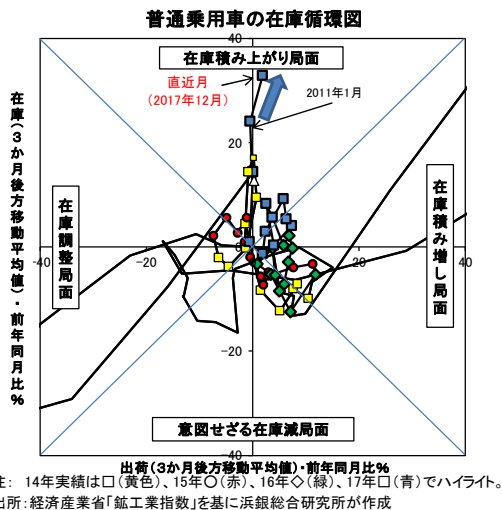 普通乗用車の在庫循環図
40
在庫積み上がり局面
直近月
(2017年12月)
2011年1月
20
在庫(3か月後方移動平均値)・前年同月比%
在庫調整局面
在庫積み増し局面
-40
-20
0
20
40
-20
意図せざる在庫減局面
-40
出荷(3か月後方移動平均値)・前年同月比%
注: 14年実績は□(黄色)、15年○(赤)、16年◇(緑)、17年□(青)でハイライト。
出所:経済産業省「鉱工業指数」を基に浜銀総合研究所が作成